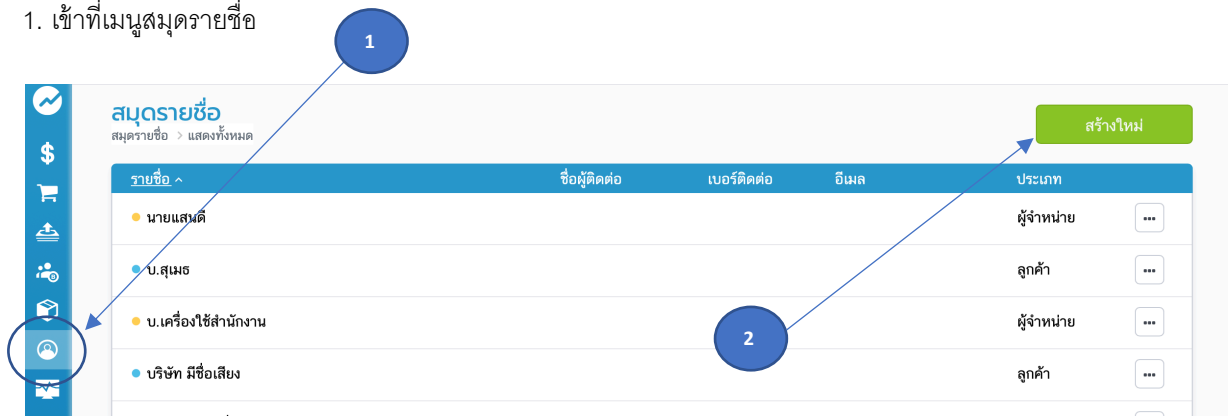 1. เข้าที่เมนูสมุดรายชื่อ
1
สมุดรายชื่อ
สมุดรายชื่อ > แสดงทั้งหมด
สร้างใหม่
$
รายชื่อ ชื่อผู้ติดต่อ เบอร์ติดต่อ อีเมล ประเภท
นายแสนดี ผู้จำหน่าย ...
บ.สุเมธ ลูกค้า ...
บ.เครื่องใช้สำนักงาน ผู้จำหน่าย ...
2
บริษัท มีชื่อเสียง ลูกค้า ...